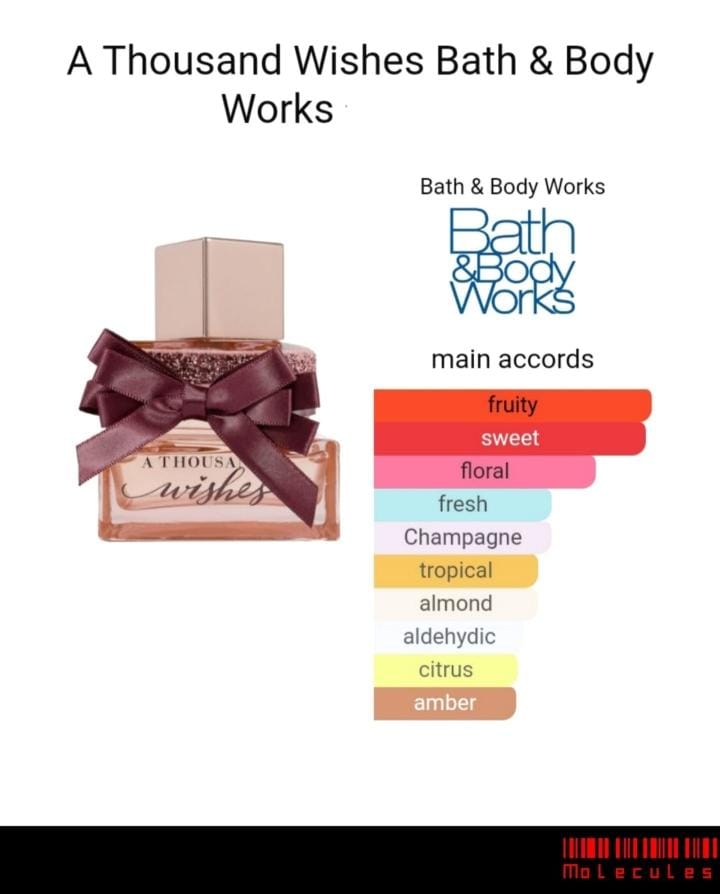 A Thousand Wishes Bath & Body
Works
Bath & Body Works
Bath
&Body
Works
main accords
fruity
sweet
floral
fresh
Champagne
tropical
almond
aldehydic
citrus
amber
A THOUSA
wishes
Molecules